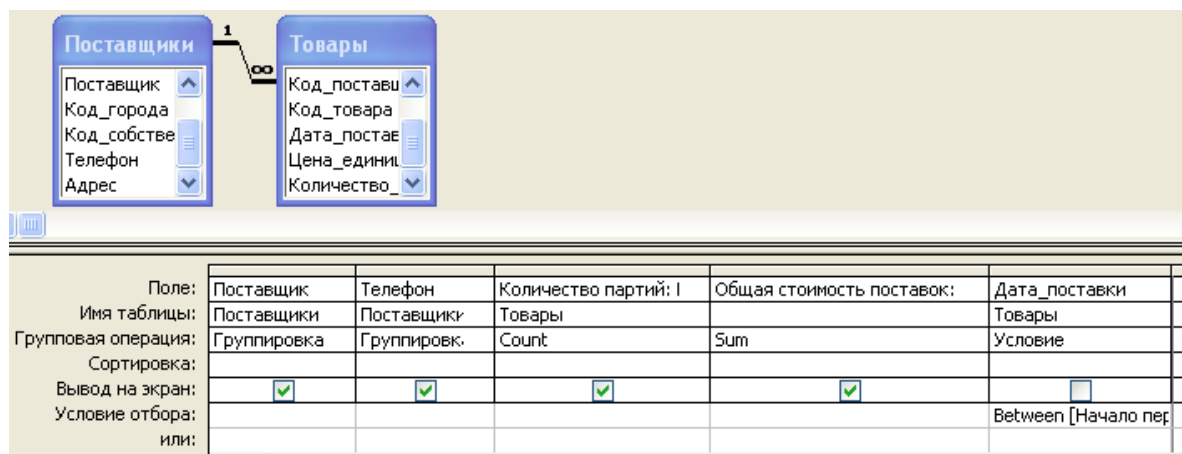 Поставщики 1 Товары
∞
Поставщик Код_поставщ
Код_города Код_товара
Код_собстве Дата_постав
Телефон Цена_едини
Адрес Количество_
Поле: Поставщик Телефон Количество партий: Общая стоимость поставок: Дата_поставки
Имя таблицы: Поставщики Поставщики Товары Товары
Групповая операция: Группировка Группировк Count Sum Условие
Сортировка:
Вывод на экран:
Условие отбора: Between [Начало пер
или: